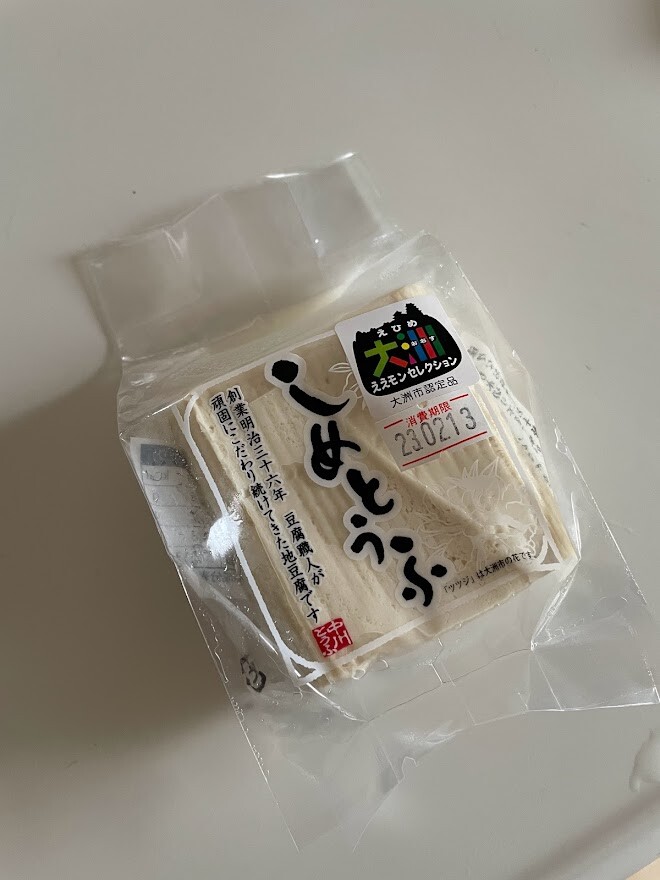 えひめ
大洲
おおず
ええモンセレクション
大洲市認定品
消費期限
230213
しめとうふ
創業明治三十六年 豆腐職人が
頑固にこだわり続けてきた地豆腐です
中川
とうふ
「ツツジ」は大洲市の花です